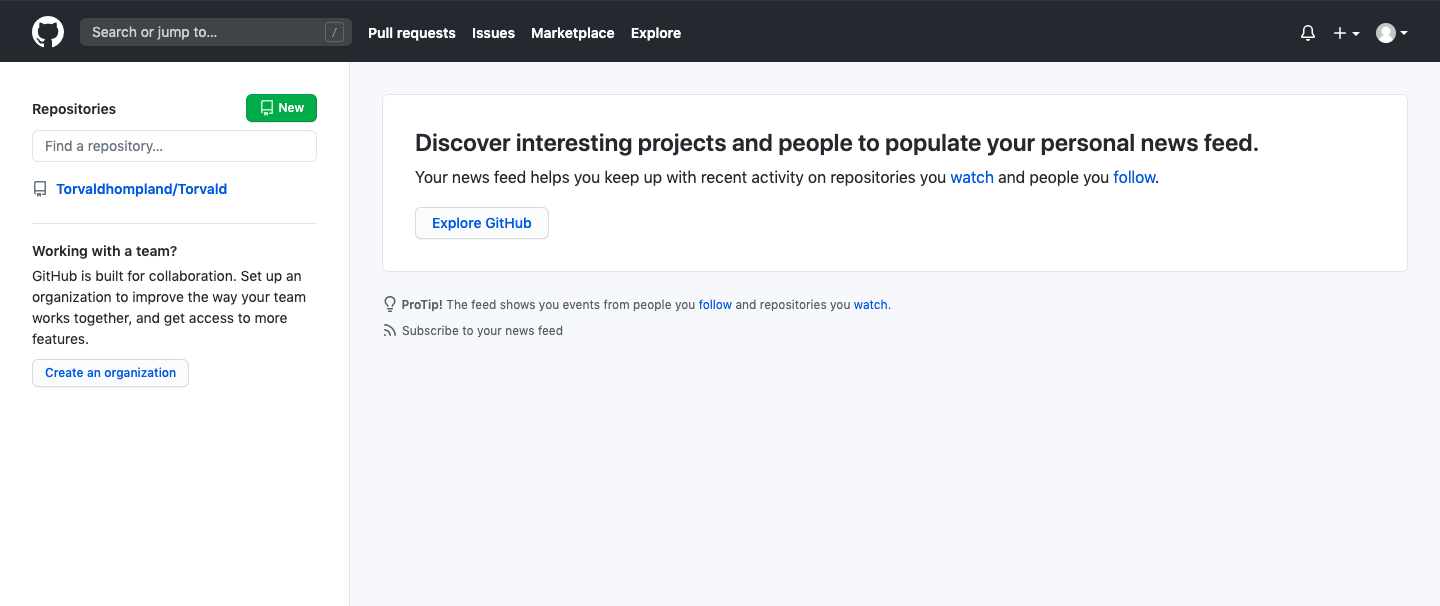 Search or jump to...
/
Pull requests
Issues
Marketplace
Explore
Repositories
New
Find a repository...
Torvaldhompland/Torvald
Working with a team?
GitHub is built for collaboration. Set up an
organization to improve the way your team
works together, and get access to more
features.
Create an organization
Discover interesting projects and people to populate your personal news feed.
Your news feed helps you keep up with recent activity on repositories you watch and people you follow.
Explore GitHub
ProTip! The feed shows you events from people you follow and repositories you watch.
Subscribe to your news feed